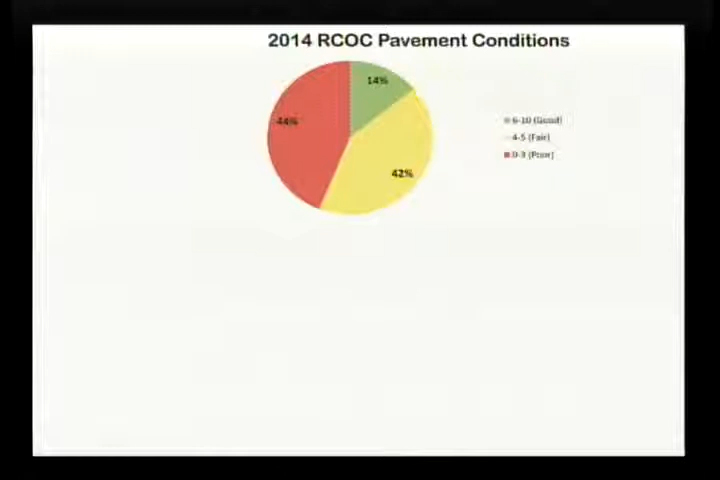 2014 RCOC Pavement Conditions
14%
44%
42%
6-10 (Good)
4-5 (Fair)
0-3 (Poor)